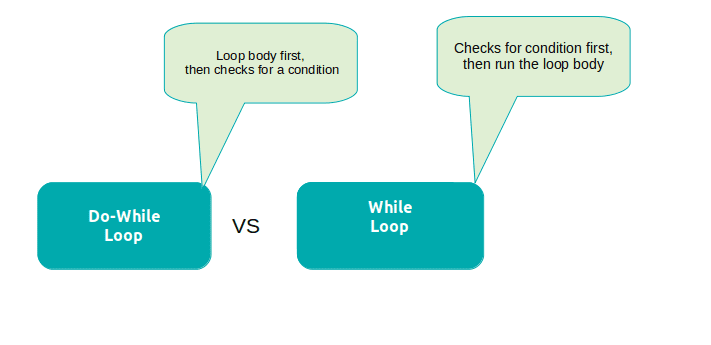 Loop body first,
then checks for a condition
Checks for condition first,
then run the loop body
Do-While
Loop
VS
While
Loop